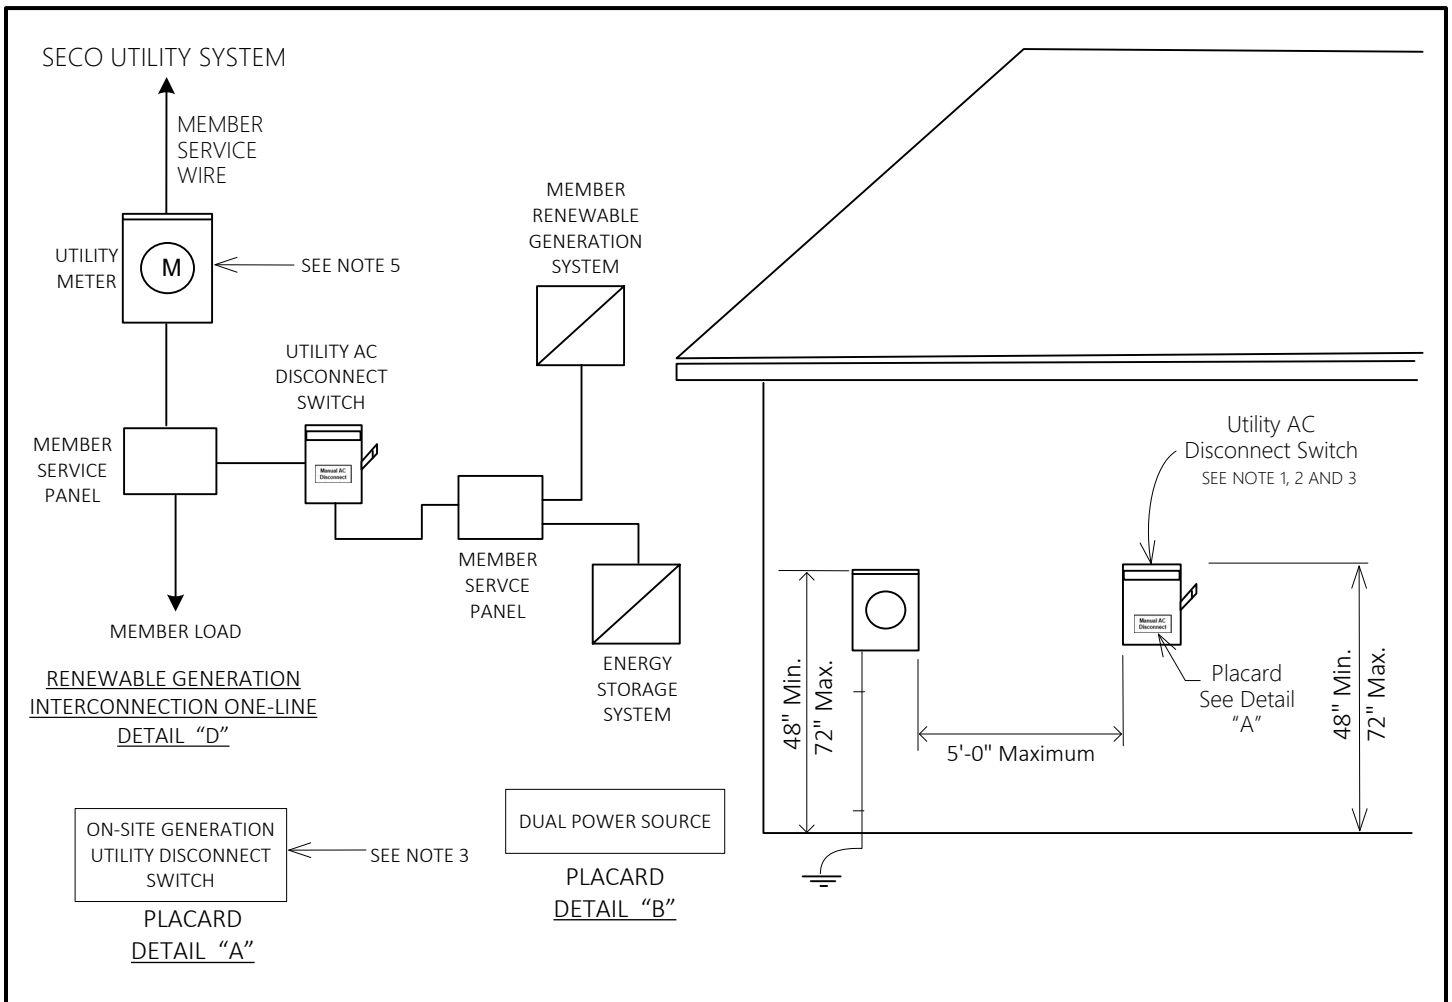 SECO UTILITY SYSTEM
MEMBER
SERVICE
WIRE
UTILITY
METER
M
SEE NOTE 5
MEMBER
RENEWABLE
GENERATION
SYSTEM
UTILITY AC
DISCONNECT
SWITCH
Manual AC
Disconnect
MEMBER
SERVICE
PANEL
MEMBER
SERVCE
PANEL
ENERGY
STORAGE
SYSTEM
MEMBER LOAD
RENEWABLE GENERATION
INTERCONNECTION ONE-LINE
DETAIL “D”
ON-SITE GENERATION
UTILITY DISCONNECT
SWITCH
SEE NOTE 3
PLACARD
DETAIL “A”
DUAL POWER SOURCE
PLACARD
DETAIL “B”
Utility AC
Disconnect Switch
SEE NOTE 1, 2 AND 3
Manual AC
Disconnect
Placard
See Detail
“A”
48" Min.
72" Max.
5'-0" Maximum
48" Min.
72" Max.